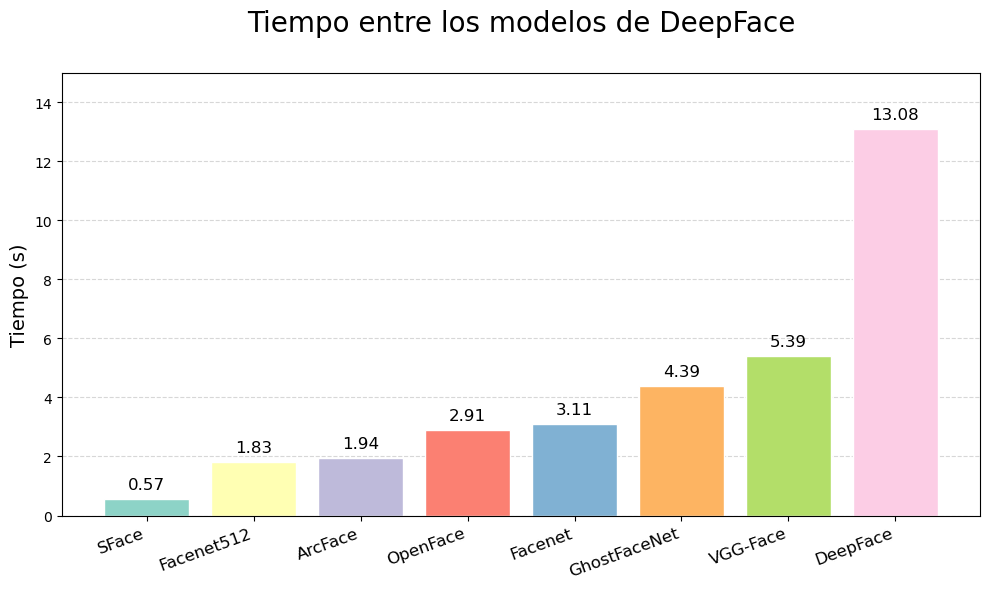 Tiempo entre los modelos de DeepFace
Tiempo (s)
14
12
10
8
6
4
2
0
0.57
1.83
1.94
2.91
3.11
4.39
5.39
13.08
SFace
Facenet512
ArcFace
OpenFace
Facenet
GhostFaceNet
VGG-Face
DeepFace